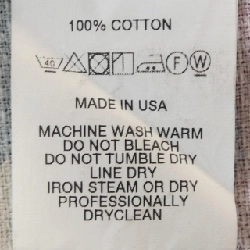 100% COTTON
40 F W
MADE IN USA
MACHINE WASH WARM
DO NOT BLEACH
DO NOT TUMBLE DRY
LINE DRY
IRON STEAM OR DRY
PROFESSIONALLY
DRYCLEAN